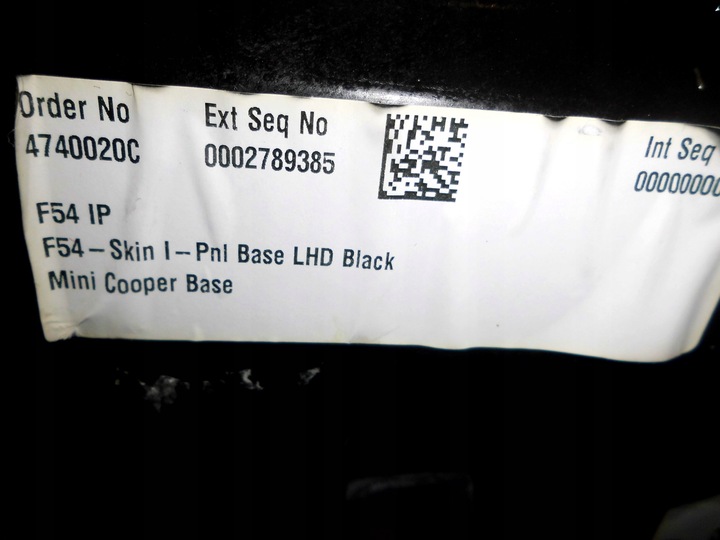 Order No Ext Seq No Int Seq
4740020C 0002789385
F54 IP
F54-Skin I-Pnl Base LHD Black
Mini Cooper Base